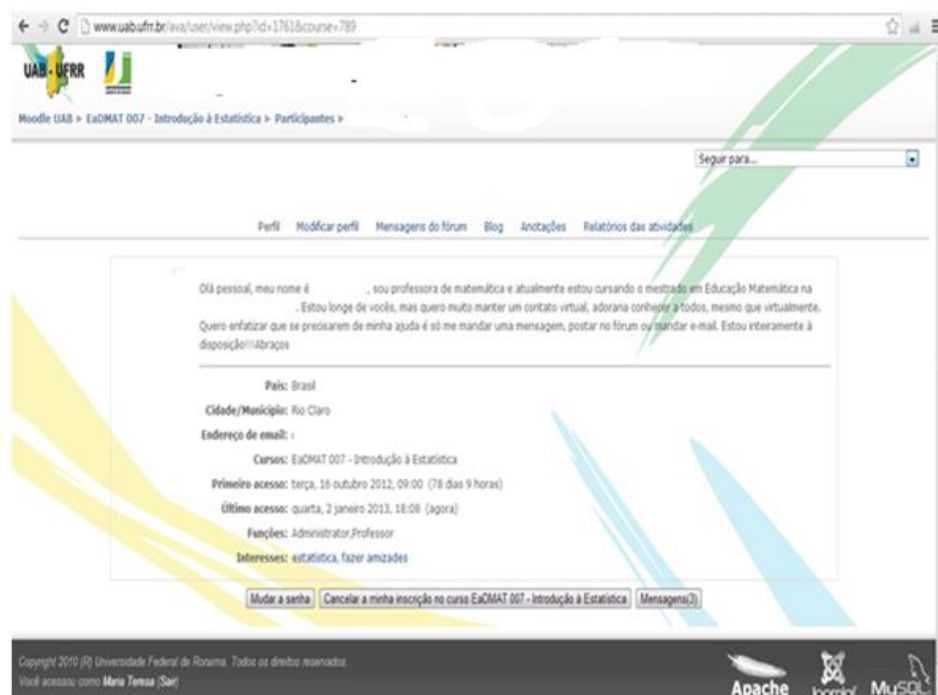 www.uab.ufrr.br/ava/user/view.php?id=1761&course=789
UAB - UFRR
Moodle UAB ► EaDMAT 007 - Introdução à Estatística ► Participantes ►
Seguir para...
Perfil Modificar perfil Mensagens do fórum Blog Anotações Relatórios das atividades
Olá pessoal, meu nome é , sou professora de matemática e atualmente estou cursando o mestrado em Educação Matemática na
. Estou longe de vocês, mas quero muito manter um contato virtual, adoraria conhecer a todos, mesmo que virtualmente.
Quero enfatizar que se precisarem de minha ajuda é só me mandar uma mensagem, postar no fórum ou mandar e-mail. Estou inteiramente à
disposição!!!Abraços
País: Brasil
Cidade/Município: Rio Claro
Endereço de email:
Cursos: EaDMAT 007 - Introdução à Estatística
Primeiro acesso: terça, 16 outubro 2012, 09:00 (78 dias 9 horas)
Último acesso: quarta, 2 janeiro 2013, 18:08 (agora)
Funções: Administrator,Professor
Interesses: estatística, fazer amizades
Mudar a senha Cancelar a minha inscrição no curso EaDMAT 007 - Introdução à Estatística Mensagens(3)
Copyright 2010 (R) Universidade Federal de Roraima. Todos os direitos reservados.
Você acessou como Maria Teresa (Sair)
Apache Joomla! MySQL